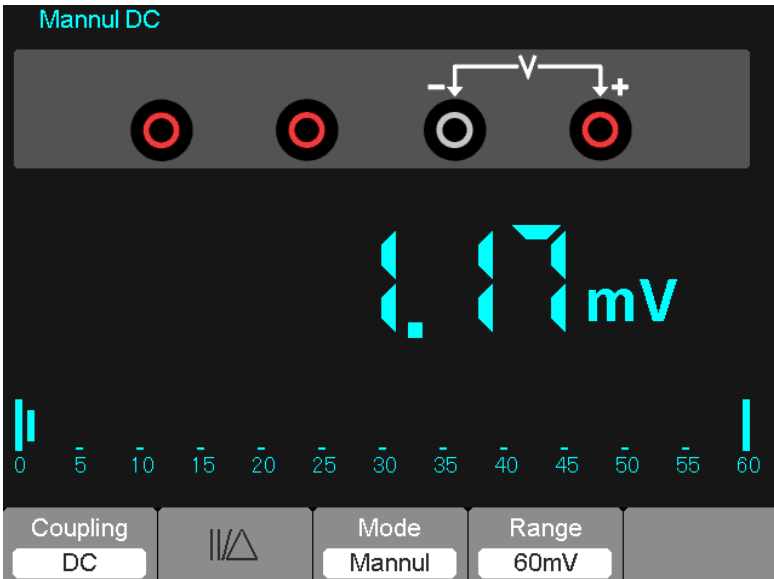 Mannul DC
V
- +
1.17 mV
0 5 10 15 20 25 30 35 40 45 50 55 60
Coupling Mode Range
DC ||/△ Mannul 60mV